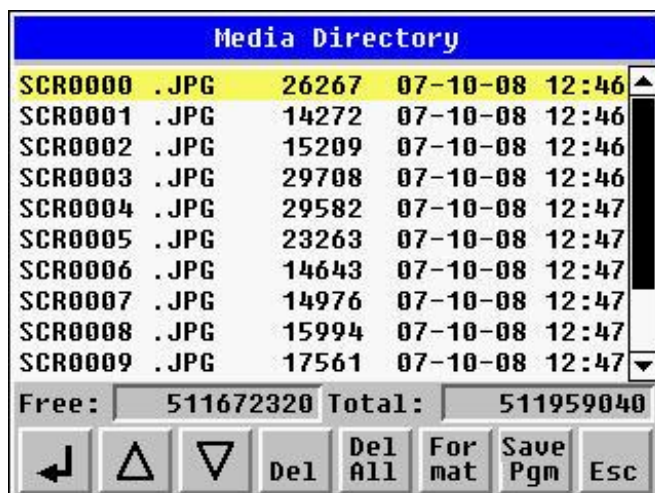 Media Directory
SCR0000 .JPG 26267 07-10-08 12:46
SCR0001 .JPG 14272 07-10-08 12:46
SCR0002 .JPG 15209 07-10-08 12:46
SCR0003 .JPG 29708 07-10-08 12:46
SCR0004 .JPG 29582 07-10-08 12:47
SCR0005 .JPG 23263 07-10-08 12:47
SCR0006 .JPG 14643 07-10-08 12:47
SCR0007 .JPG 14976 07-10-08 12:47
SCR0008 .JPG 15994 07-10-08 12:47
SCR0009 .JPG 17561 07-10-08 12:47
Free: 511672320 Total: 511959040
Del
Del
All
For
mat
Save
Pgm
Esc